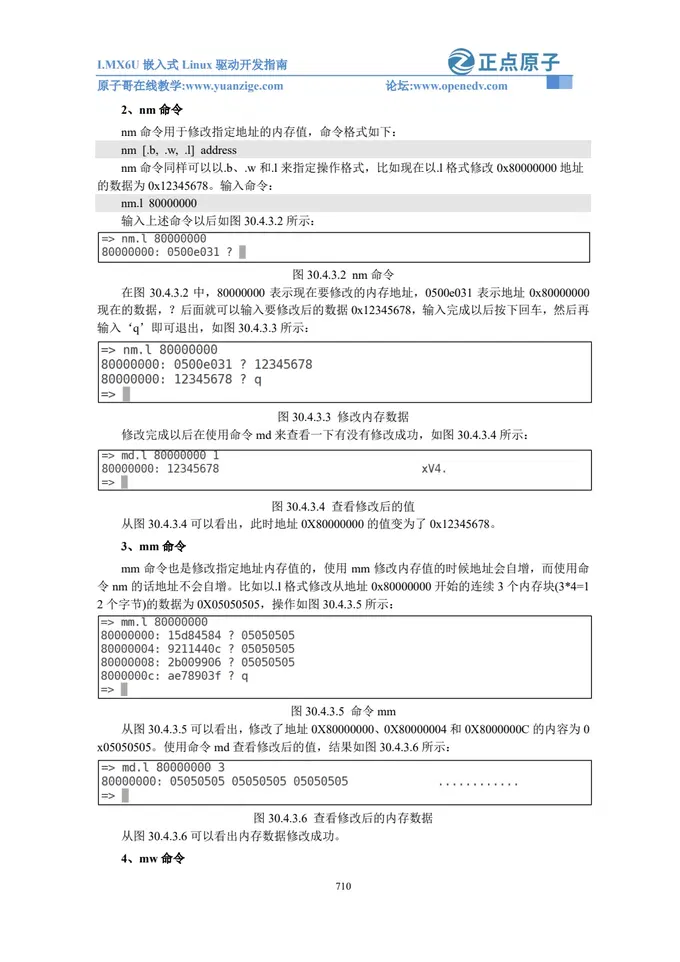 I.MX6U 嵌入式 Linux 驱动开发指南
正点原子
原子哥在线教学:www.yuanzige.com 论坛:www.openedv.com
2、nm 命令
nm 命令用于修改指定地址的内存值，命令格式如下：
nm [.b, .w, .l] address
nm 命令同样可以以.b、.w 和.l 来指定操作格式，比如现在以.l 格式修改 0x80000000 地址
的数据为 0x12345678。输入命令：
nm.l 80000000
输入上述命令以后如图 30.4.3.2 所示：
=> nm.l 80000000
80000000: 0500e031 ?
图 30.4.3.2 nm 命令
在图 30.4.3.2 中，80000000 表示现在要修改的内存地址，0500e031 表示地址 0x80000000
现在的数据，？后面就可以输入要修改后的数据 0x12345678，输入完成以后按下回车，然后再
输入‘q’即可退出，如图 30.4.3.3 所示：
=> nm.l 80000000
80000000: 0500e031 ? 12345678
80000000: 12345678 ? q
=>
图 30.4.3.3 修改内存数据
修改完成以后在使用命令 md 来查看一下有没有修改成功，如图 30.4.3.4 所示：
=> md.l 80000000 1
80000000: 12345678 xV4.
=>
图 30.4.3.4 查看修改后的值
从图 30.4.3.4 可以看出，此时地址 0X80000000 的值变为了 0x12345678。
3、mm 命令
mm 命令也是修改指定地址内存值的，使用 mm 修改内存值的时候地址会自增，而使用命
令 nm 的话地址不会自增。比如以.l 格式修改从地址 0x80000000 开始的连续 3 个内存块(3*4=1
2 个字节)的数据为 0X05050505，操作如图 30.4.3.5 所示：
=> mm.l 80000000
80000000: 15d84584 ? 05050505
80000004: 9211440c ? 05050505
80000008: 2b009906 ? 05050505
8000000c: ae78903f ? q
=>
图 30.4.3.5 命令 mm
从图 30.4.3.5 可以看出，修改了地址 0X80000000、0X80000004 和 0X8000000C 的内容为 0
x05050505。使用命令 md 查看修改后的值，结果如图 30.4.3.6 所示：
=> md.l 80000000 3
80000000: 05050505 05050505 05050505 ............
=>
图 30.4.3.6 查看修改后的内存数据
从图 30.4.3.6 可以看出内存数据修改成功。
4、mw 命令
710